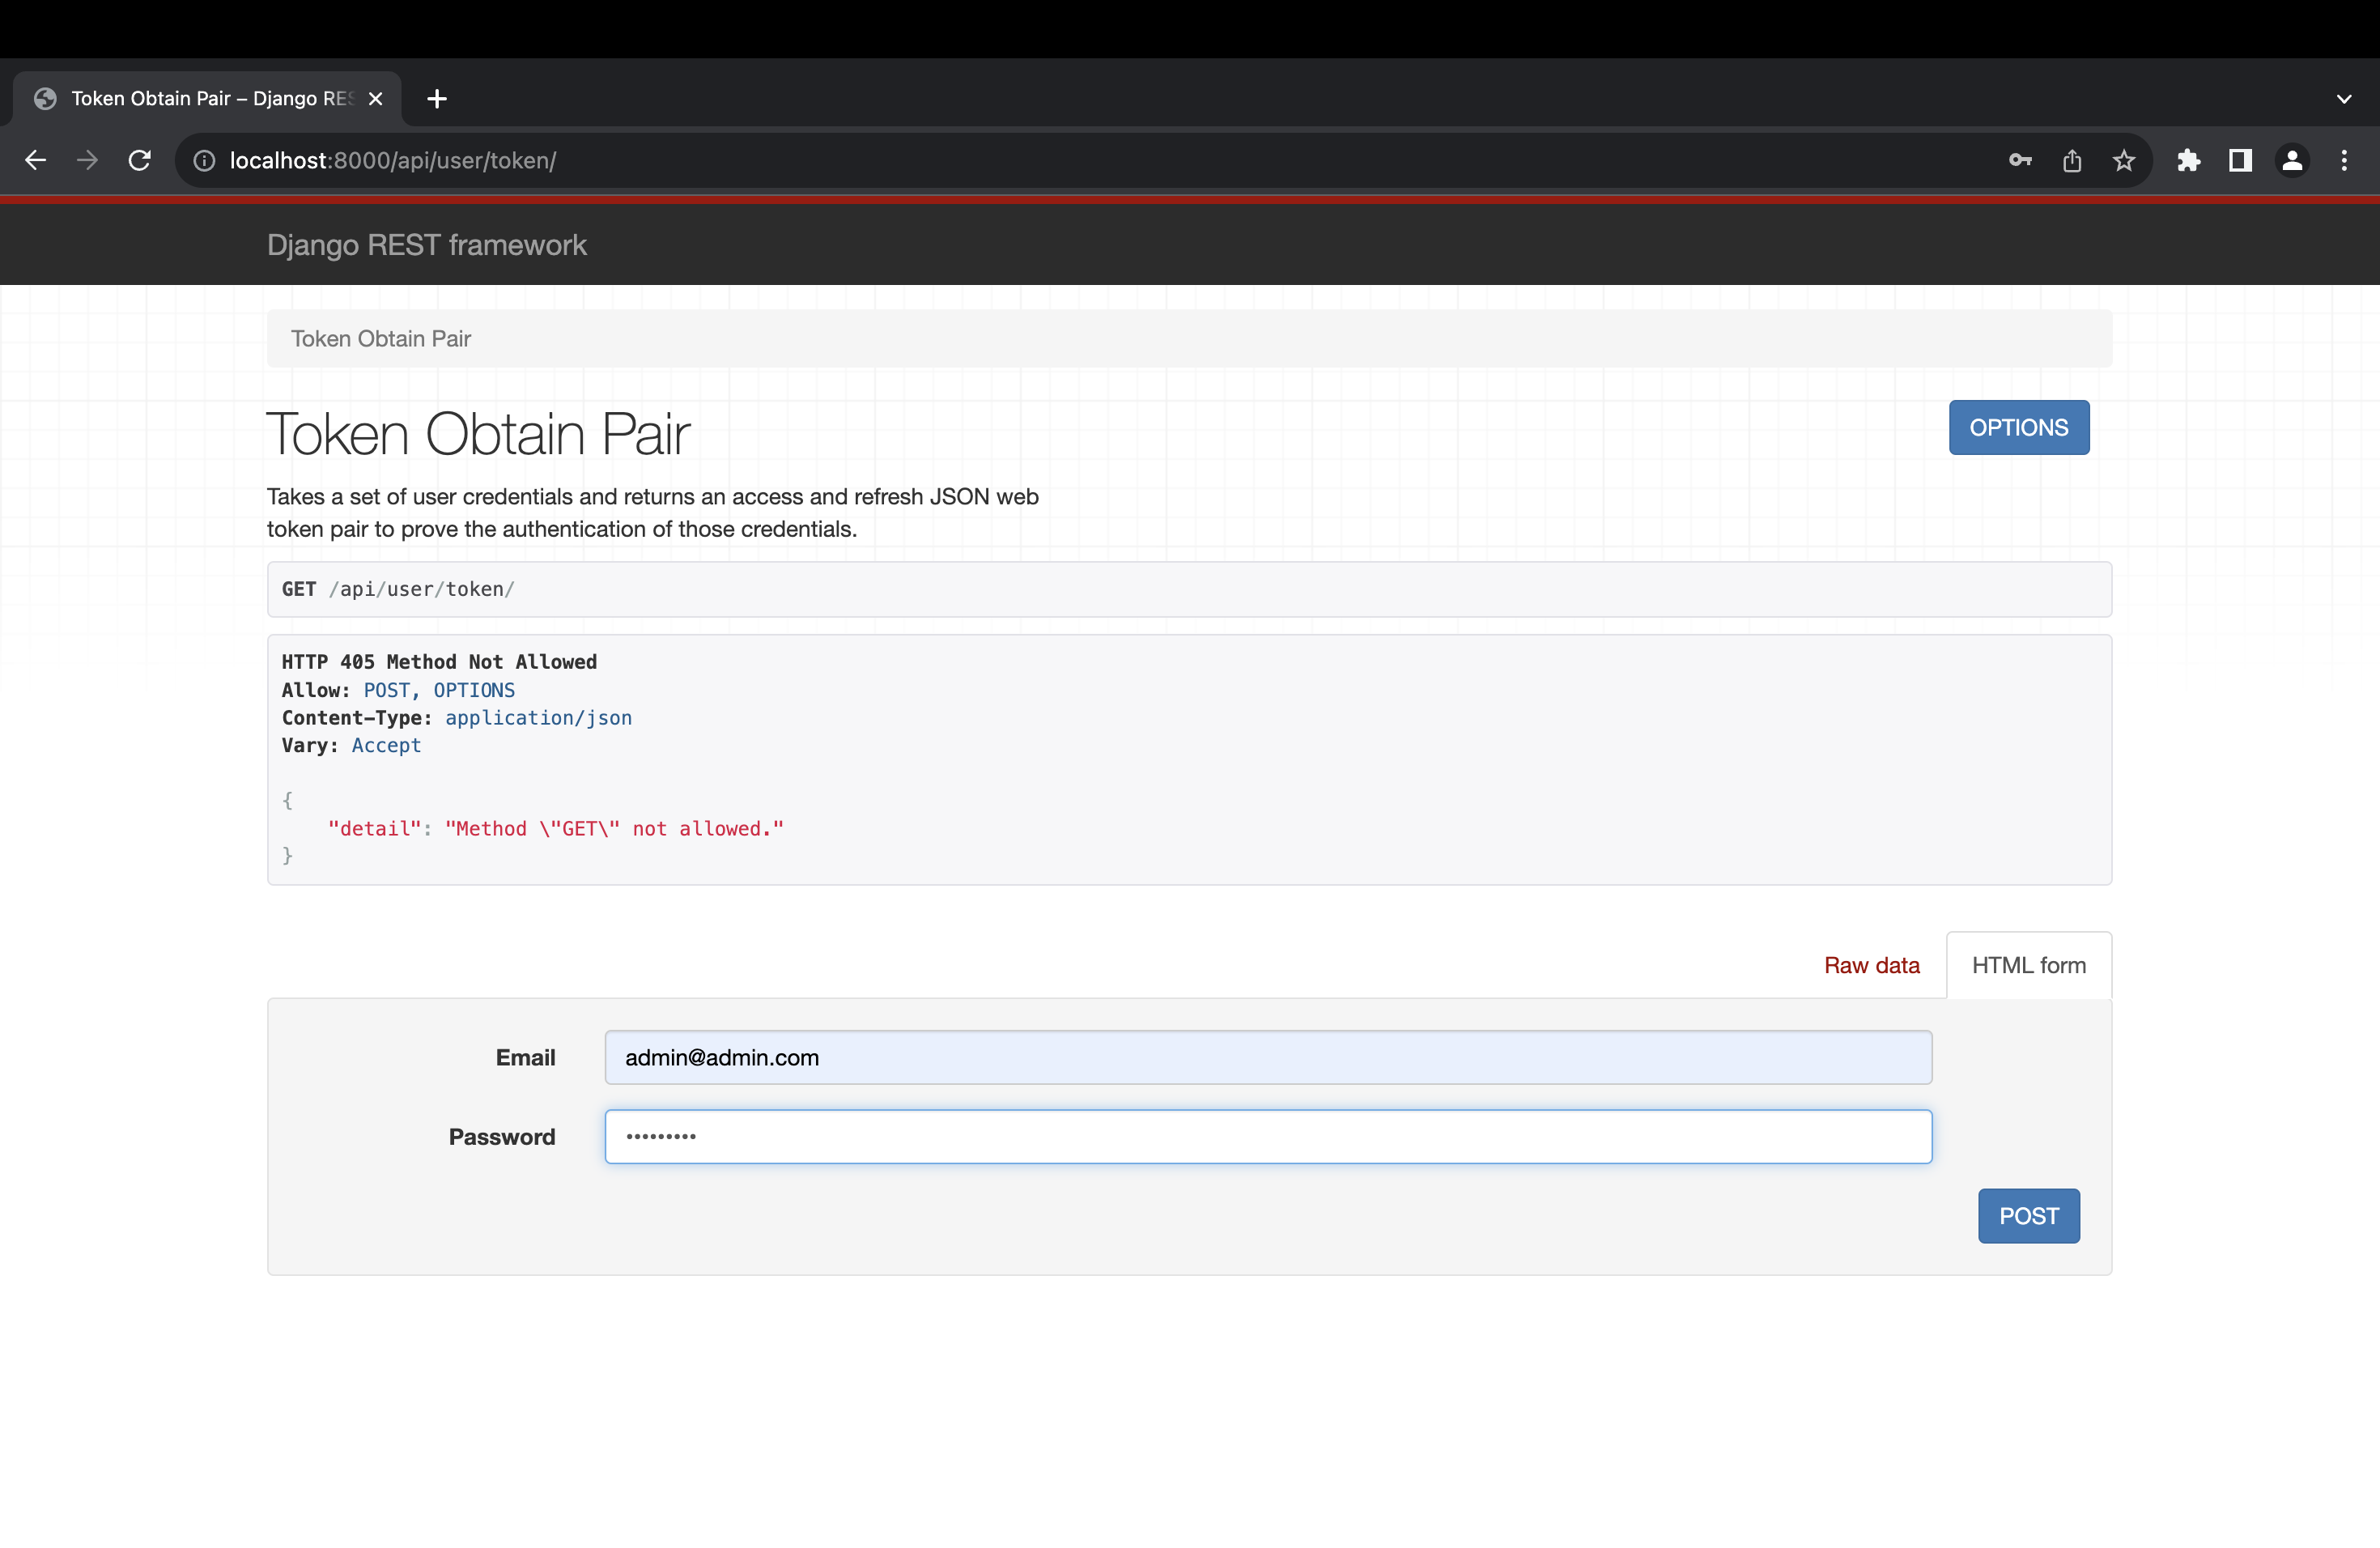 Token Obtain Pair – Django RES
localhost:8000/api/user/token/
Django REST framework
Token Obtain Pair
Token Obtain Pair
OPTIONS
Takes a set of user credentials and returns an access and refresh JSON web
token pair to prove the authentication of those credentials.
GET /api/user/token/
HTTP 405 Method Not Allowed
Allow: POST, OPTIONS
Content-Type: application/json
Vary: Accept
{
    "detail": "Method \"GET\" not allowed."
}
Raw data
HTML form
Email
admin@admin.com
Password
•••••••••
POST